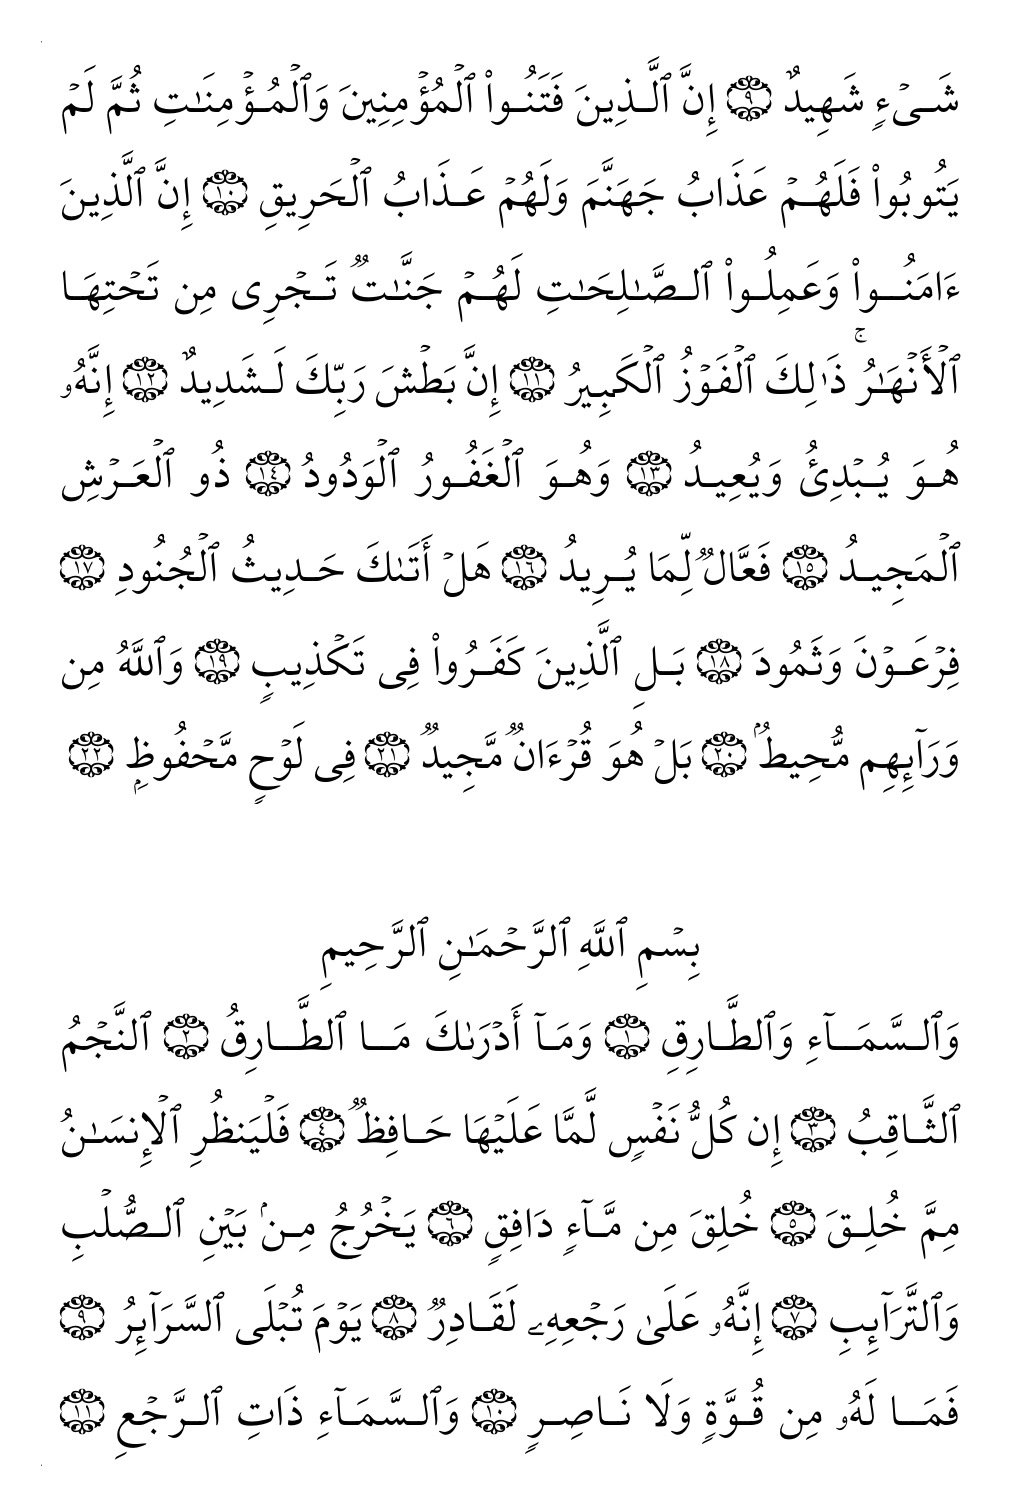 شَىۡءٖ شَهِيدٌ ۝٩ إِنَّ ٱلَّذِينَ فَتَنُواْ ٱلۡمُؤۡمِنِينَ وَٱلۡمُؤۡمِنَٰتِ ثُمَّ لَمۡ
يَتُوبُواْ فَلَهُمۡ عَذَابُ جَهَنَّمَ وَلَهُمۡ عَذَابُ ٱلۡحَرِيقِ ۝١٠ إِنَّ ٱلَّذِينَ
ءَامَنُواْ وَعَمِلُواْ ٱلصَّٰلِحَٰتِ لَهُمۡ جَنَّٰتٞ تَجۡرِى مِن تَحۡتِهَا
ٱلۡأَنۡهَٰرُۚ ذَٰلِكَ ٱلۡفَوۡزُ ٱلۡكَبِيرُ ۝١١ إِنَّ بَطۡشَ رَبِّكَ لَشَدِيدٌ ۝١٢ إِنَّهُۥ
هُوَ يُبۡدِئُ وَيُعِيدُ ۝١٣ وَهُوَ ٱلۡغَفُورُ ٱلۡوَدُودُ ۝١٤ ذُو ٱلۡعَرۡشِ
ٱلۡمَجِيدُ ۝١٥ فَعَّالٞ لِّمَا يُرِيدُ ۝١٦ هَلۡ أَتَىٰكَ حَدِيثُ ٱلۡجُنُودِ ۝١٧
فِرۡعَوۡنَ وَثَمُودَ ۝١٨ بَلِ ٱلَّذِينَ كَفَرُواْ فِى تَكۡذِيبٖ ۝١٩ وَٱللَّهُ مِن
وَرَآئِهِم مُّحِيطُۢ ۝٢٠ بَلۡ هُوَ قُرۡءَانٞ مَّجِيدٞ ۝٢١ فِى لَوۡحٖ مَّحۡفُوظِۭ ۝٢٢
بِسۡمِ ٱللَّهِ ٱلرَّحۡمَٰنِ ٱلرَّحِيمِ
وَٱلسَّمَآءِ وَٱلطَّارِقِ ۝١ وَمَآ أَدۡرَىٰكَ مَا ٱلطَّارِقُ ۝٢ ٱلنَّجۡمُ
ٱلثَّاقِبُ ۝٣ إِن كُلُّ نَفۡسٖ لَّمَّا عَلَيۡهَا حَافِظٞ ۝٤ فَلۡيَنظُرِ ٱلۡإِنسَٰنُ
مِمَّ خُلِقَ ۝٥ خُلِقَ مِن مَّآءٖ دَافِقٖ ۝٦ يَخۡرُجُ مِنۢ بَيۡنِ ٱلصُّلۡبِ
وَٱلتَّرَآئِبِ ۝٧ إِنَّهُۥ عَلَىٰ رَجۡعِهِۦ لَقَادِرٞ ۝٨ يَوۡمَ تُبۡلَى ٱلسَّرَآئِرُ ۝٩
فَمَا لَهُۥ مِن قُوَّةٖ وَلَا نَاصِرٖ ۝١٠ وَٱلسَّمَآءِ ذَاتِ ٱلرَّجۡعِ ۝١١